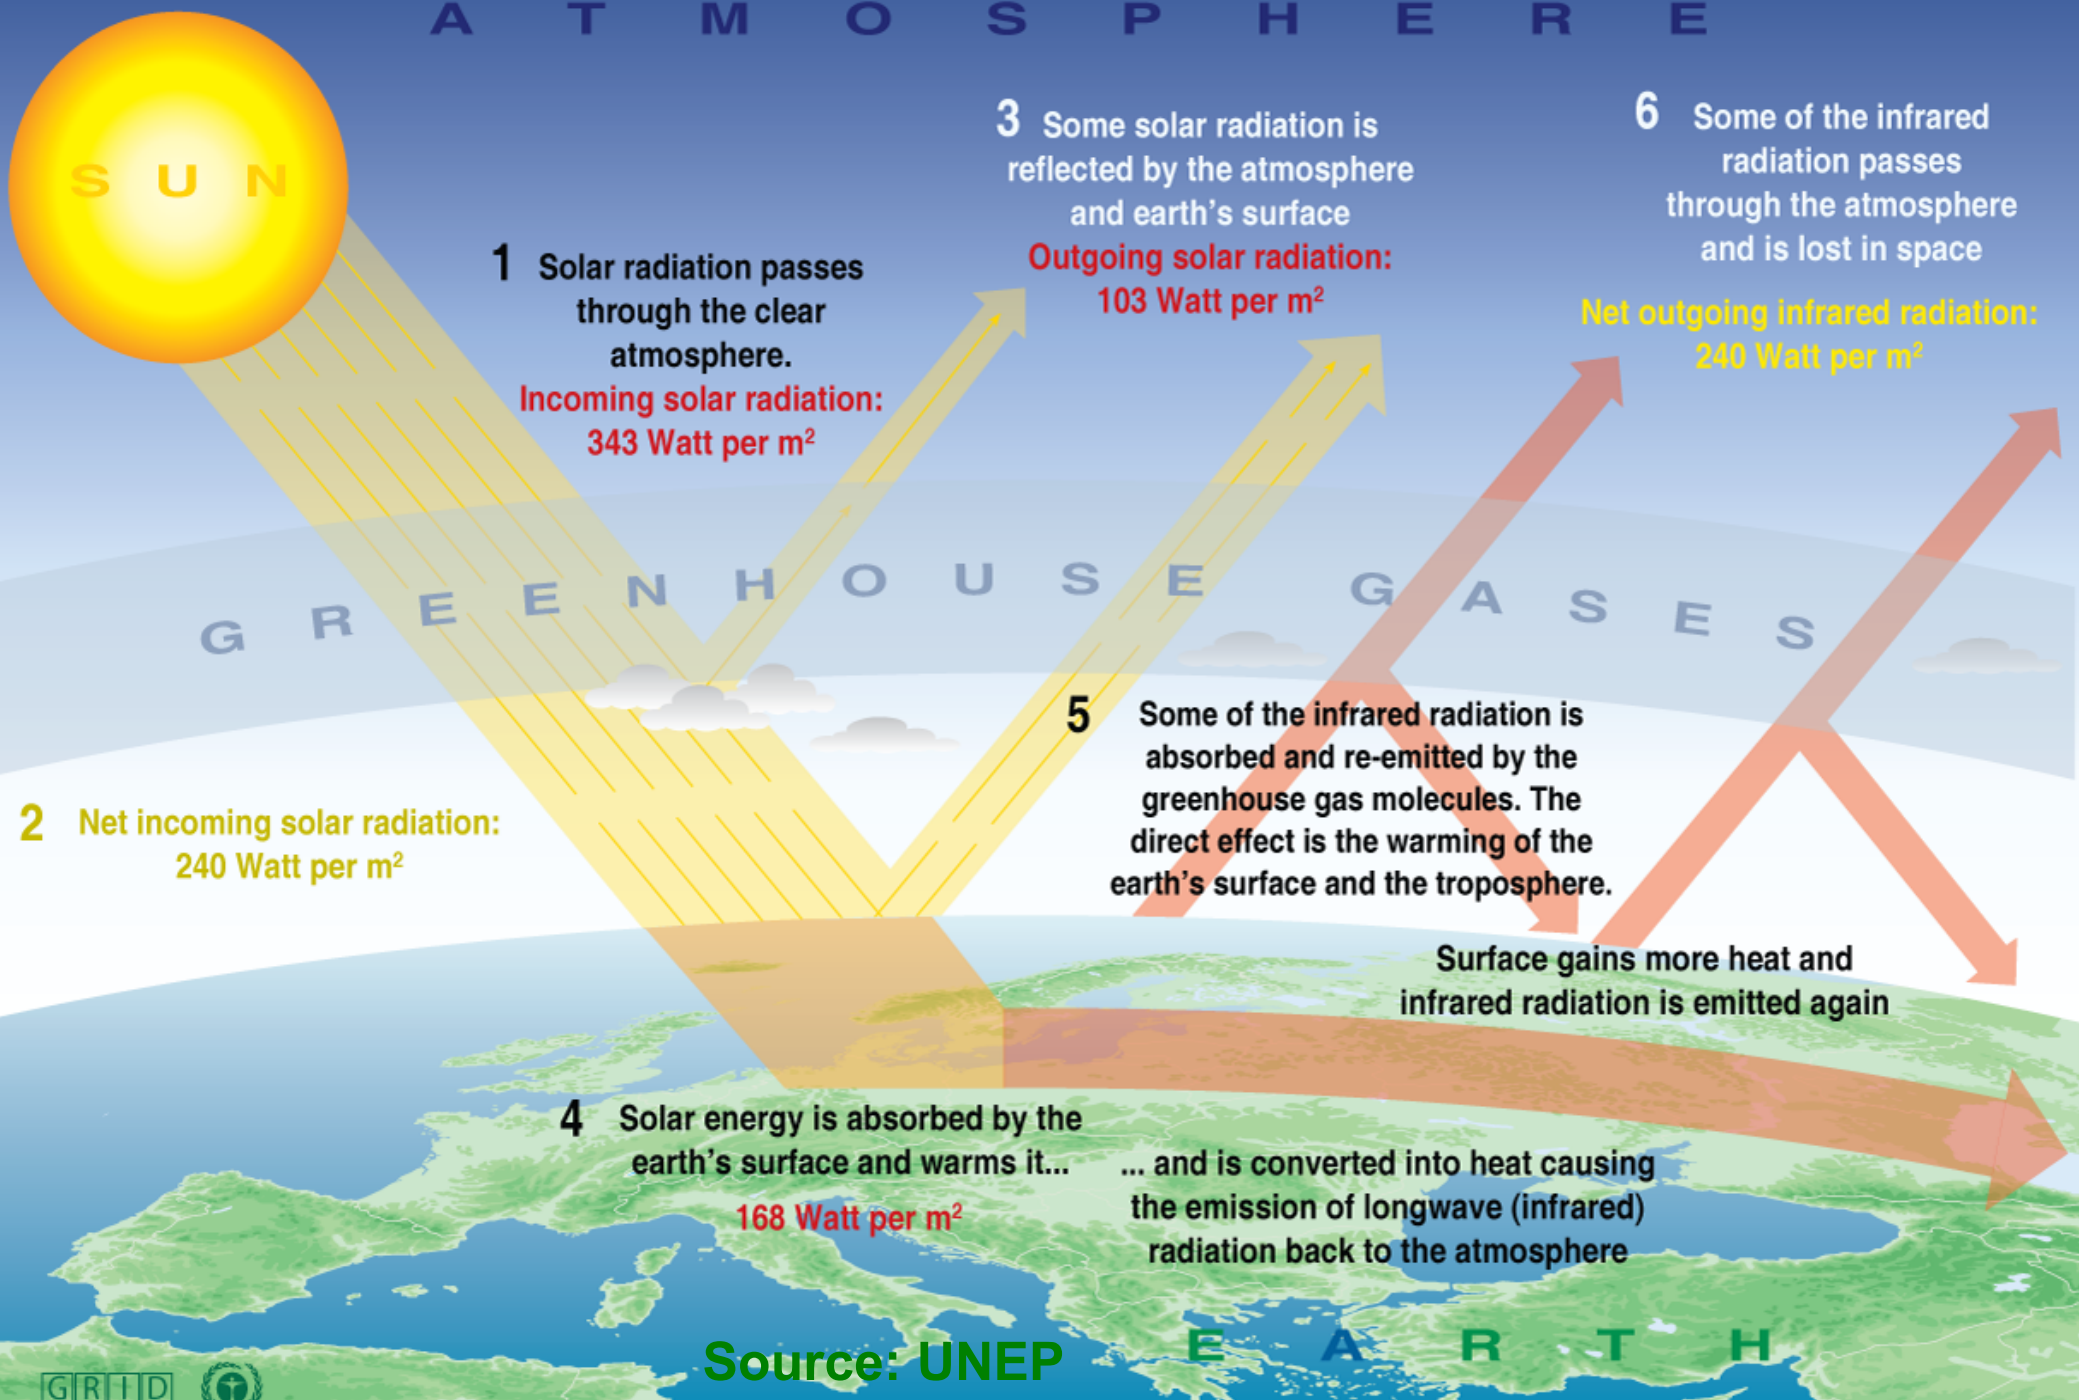 A T M O S P H E R E
S U N
1 Solar radiation passes
through the clear
atmosphere.
Incoming solar radiation:
343 Watt per m²
3 Some solar radiation is
reflected by the atmosphere
and earth's surface
Outgoing solar radiation:
103 Watt per m²
6 Some of the infrared
radiation passes
through the atmosphere
and is lost in space
Net outgoing infrared radiation:
240 Watt per m²
G R E E N H O U S E G A S E S
2 Net incoming solar radiation:
240 Watt per m²
5 Some of the infrared radiation is
absorbed and re-emitted by the
greenhouse gas molecules. The
direct effect is the warming of the
earth's surface and the troposphere.
Surface gains more heat and
infrared radiation is emitted again
4 Solar energy is absorbed by the
earth's surface and warms it...
168 Watt per m²
... and is converted into heat causing
the emission of longwave (infrared)
radiation back to the atmosphere
E A R T H
Source: UNEP
G R I D